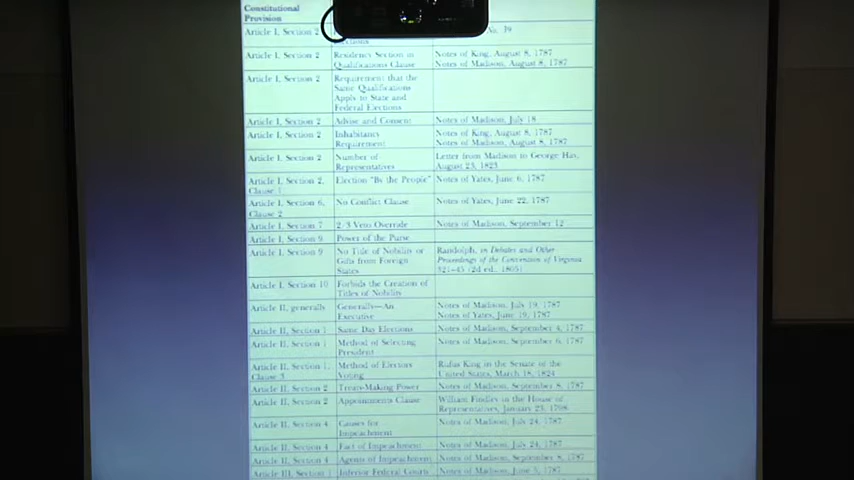 Constitutional
Provision
Article I, Section 2
No. 39
Article I, Section 2 Residency Section in Notes of King, August 8, 1787
Qualifications Clause Notes of Madison, August 8, 1787
Article I, Section 2 Requirement that the
Same Qualifications
Apply to State and
Federal Elections
Article I, Section 2 Advise and Consent Notes of Madison, July 18
Article I, Section 2 Inhabitancy Notes of King, August 8, 1787
Requirement Notes of Madison, August 8, 1787
Article I, Section 2 Number of Letter from Madison to George Hay,
Representatives August 23, 1823
Article I, Section 2, Election "By the People" Notes of Yates, June 6, 1787
Clause 1
Article I, Section 6, No Conflict Clause Notes of Yates, June 22, 1787
Clause 2
Article I, Section 7 2/3 Veto Override Notes of Madison, September 12
Article I, Section 9 Power of the Purse
Article I, Section 9 No Title of Nobility or Randolph, in Debates and Other
Gifts from Foreign Proceedings of the Convention of Virginia
States 321–45 (2d ed., 1805)
Article I, Section 10 Forbids the Creation of
Titles of Nobility
Article II, generally Generally—An Notes of Madison, July 19, 1787
Executive Notes of Yates, June 19, 1787
Article II, Section 1 Same Day Elections Notes of Madison, September 4, 1787
Article II, Section 1 Method of Selecting Notes of Madison, September 6, 1787
President
Article II, Section 1, Method of Electors Rufus King in the Senate of the
Clause 3 Voting United States, March 18, 1824
Article II, Section 2 Treaty-Making Power Notes of Madison, September 8, 1787
Article II, Section 2 Appointments Clause William Findley in the House of
Representatives, January 23, 1798
Article II, Section 4 Causes for Notes of Madison, July 24, 1787
Impeachment
Article II, Section 4 Fact of Impeachment Notes of Madison, July 24, 1787
Article II, Section 4 Agents of Impeachment Notes of Madison, September 8, 1787
Article III, Section 1 Inferior Federal Courts Notes of Madison, June 5, 1787